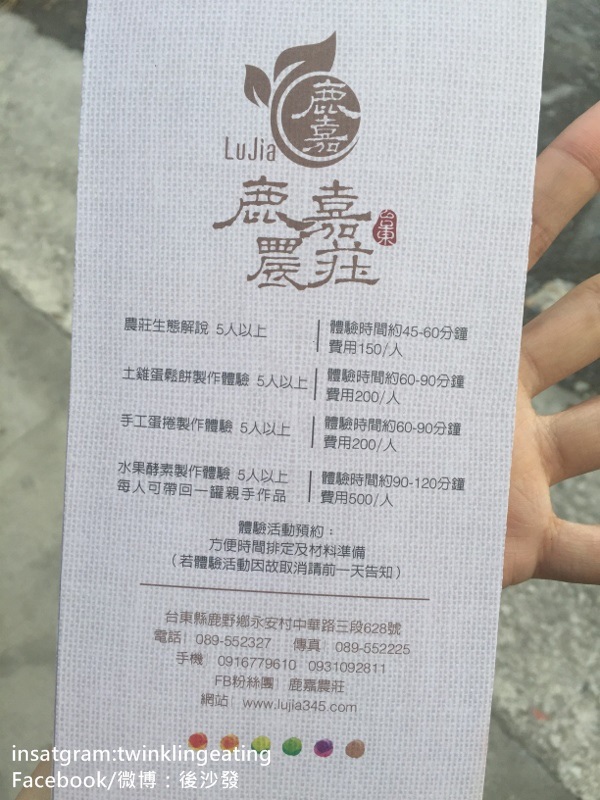 鹿嘉
LuJia
鹿嘉
農莊
台東
農莊生態解說 5人以上
體驗時間約45-60分鐘
費用150/人
土雞蛋鬆餅製作體驗 5人以上
體驗時間約60-90分鐘
費用200/人
手工蛋捲製作體驗 5人以上
體驗時間約60-90分鐘
費用200/人
水果酵素製作體驗 5人以上
每人可帶回一罐親手作品
體驗時間約90-120分鐘
費用500/人
體驗活動預約：
方便時間排定及材料準備
（若體驗活動因故取消請前一天告知）
台東縣鹿野鄉永安村中華路三段628號
電話| 089-552327 傳真| 089-552225
手機| 0916779610 0931092811
FB粉絲團| 鹿嘉農莊
網站| www.lujia345.com
insatgram:twinklingeating
Facebook/微博：後沙發